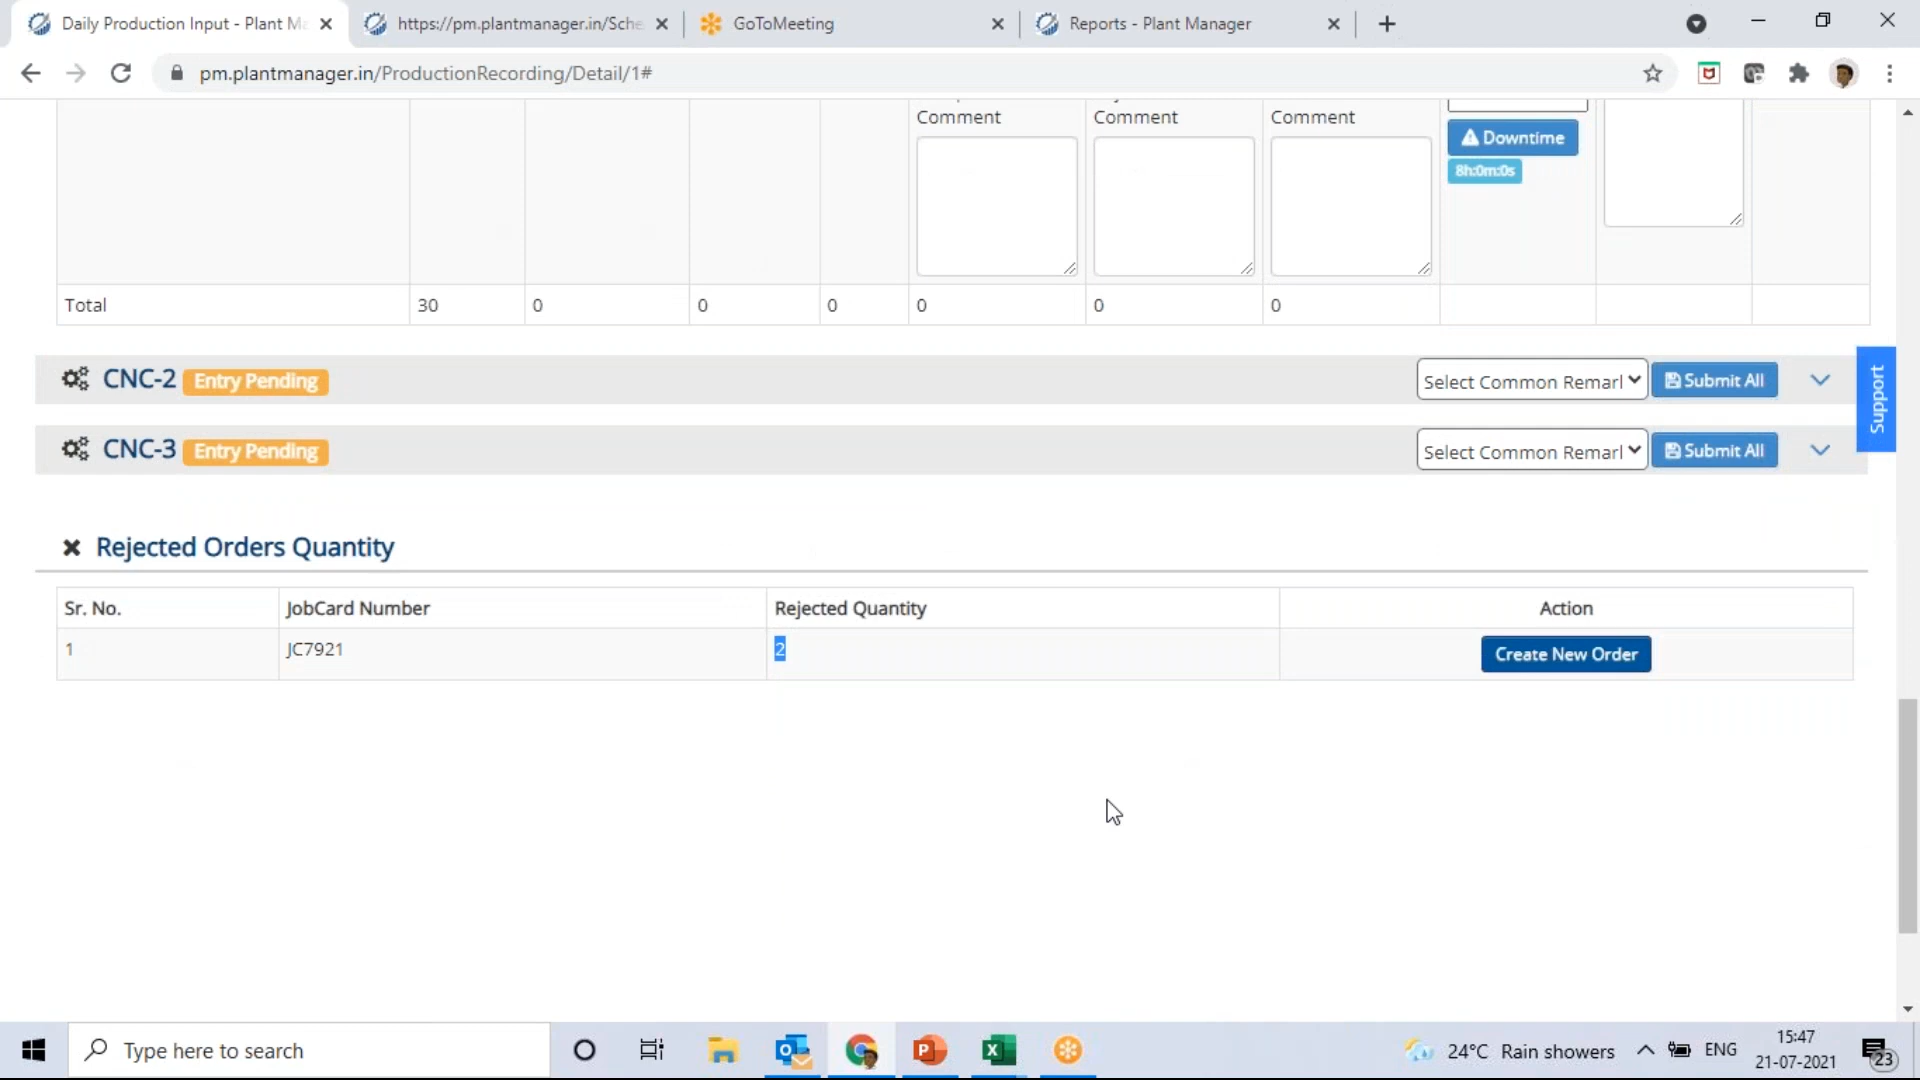 Daily Production Input - Plant Ma
https://pm.plantmanager.in/Sche
GoToMeeting
Reports - Plant Manager
pm.plantmanager.in/ProductionRecording/Detail/1#
Comment Comment Comment
Downtime
8h:0m:0s
Total 30 0 0 0 0 0 0
CNC-2 Entry Pending Select Common Remarl Submit All
Support
CNC-3 Entry Pending Select Common Remarl Submit All
Rejected Orders Quantity
Sr. No. JobCard Number Rejected Quantity Action
1 JC7921 2 Create New Order
Type here to search
24°C Rain showers
ENG
15:47
21-07-2021
23